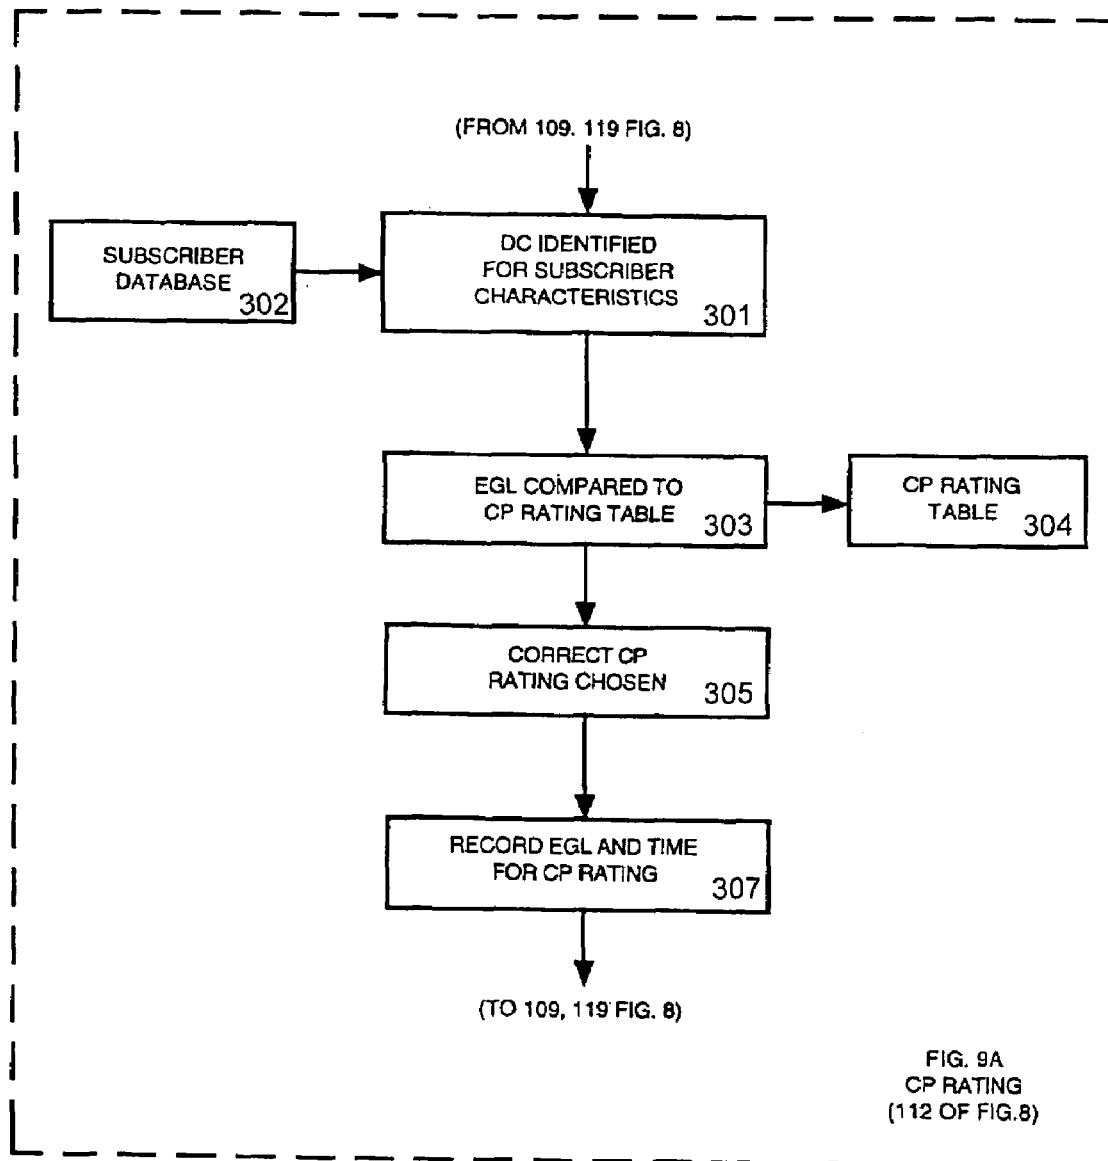 (FROM 109. 119 FIG. 8)
SUBSCRIBER
DATABASE
302
DC IDENTIFIED
FOR SUBSCRIBER
CHARACTERISTICS
301
EGL COMPARED TO
CP RATING TABLE
303
CP RATING
TABLE
304
CORRECT CP
RATING CHOSEN
305
RECORD EGL AND TIME
FOR CP RATING
307
(TO 109, 119 FIG. 8)
FIG. 9A
CP RATING
(112 OF FIG.8)